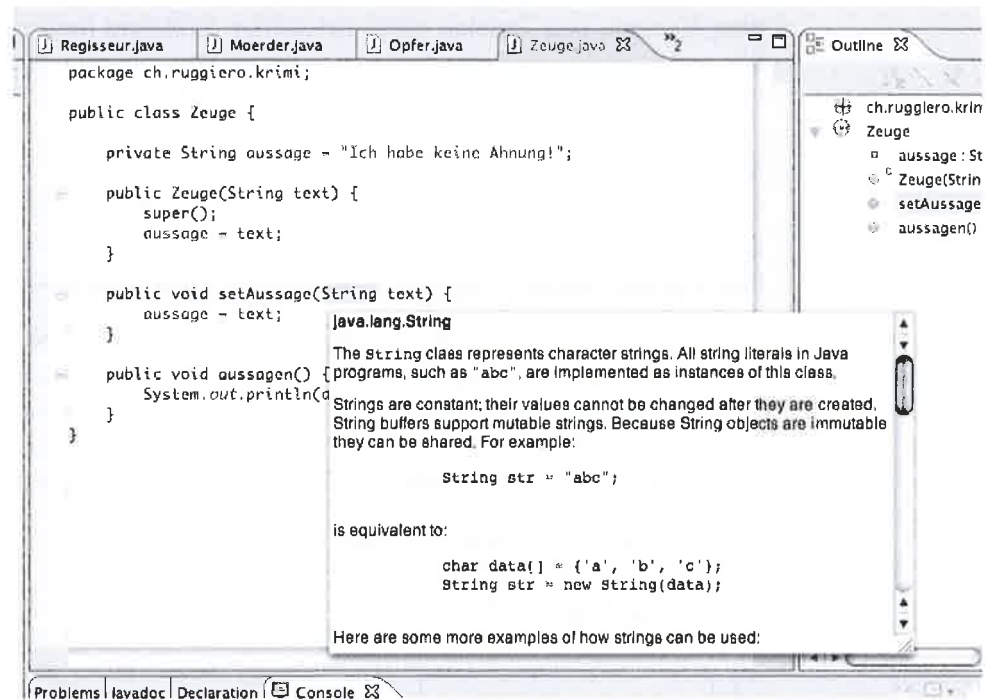 Regisseur.java Moerder.java Opfer.java Zeuge.java »2 Outline
package ch.ruggiero.krimi;
public class Zeuge {
private String aussage = "Ich habe keine Ahnung!";
public Zeuge(String text) {
super();
aussage = text;
}
public void setAussage(String text) {
aussage = text;
}
public void aussagen() {
System.out.println(a
}
}
java.lang.String
The String class represents character strings. All string literals in Java
programs, such as "abc", are implemented as instances of this class.
Strings are constant; their values cannot be changed after they are created.
String buffers support mutable strings. Because String objects are immutable
they can be shared. For example:
String str = "abc";
is equivalent to:
char data[] = {'a', 'b', 'c'};
String str = new String(data);
Here are some more examples of how strings can be used:
ch.ruggiero.krim
Zeuge
aussage : St
C Zeuge(Strin
setAussage
aussagen()
Problems Javadoc Declaration Console